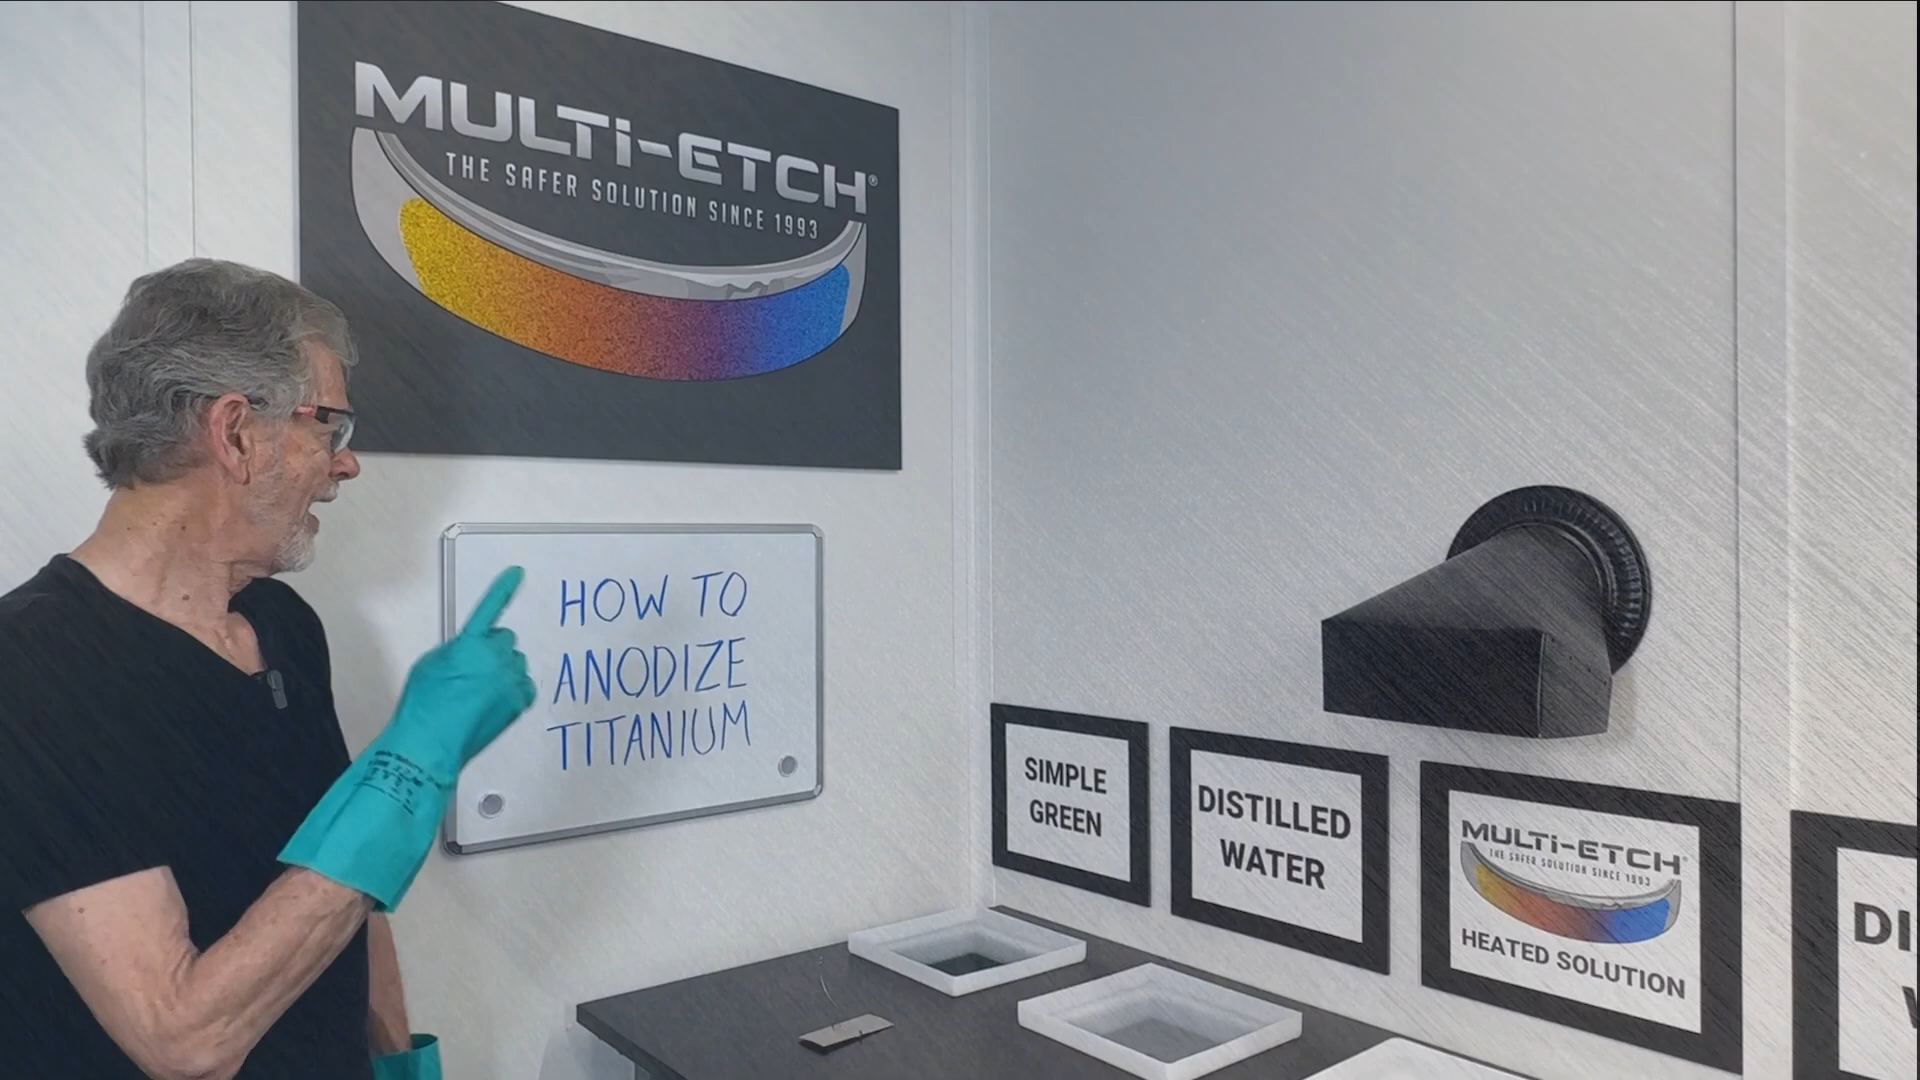 MULTi-ETCH®
THE SAFER SOLUTION SINCE 1993
HOW TO
ANODIZE
TITANIUM
SIMPLE
GREEN
DISTILLED
WATER
MULTi-ETCH®
THE SAFER SOLUTION SINCE 1993
HEATED SOLUTION
DI